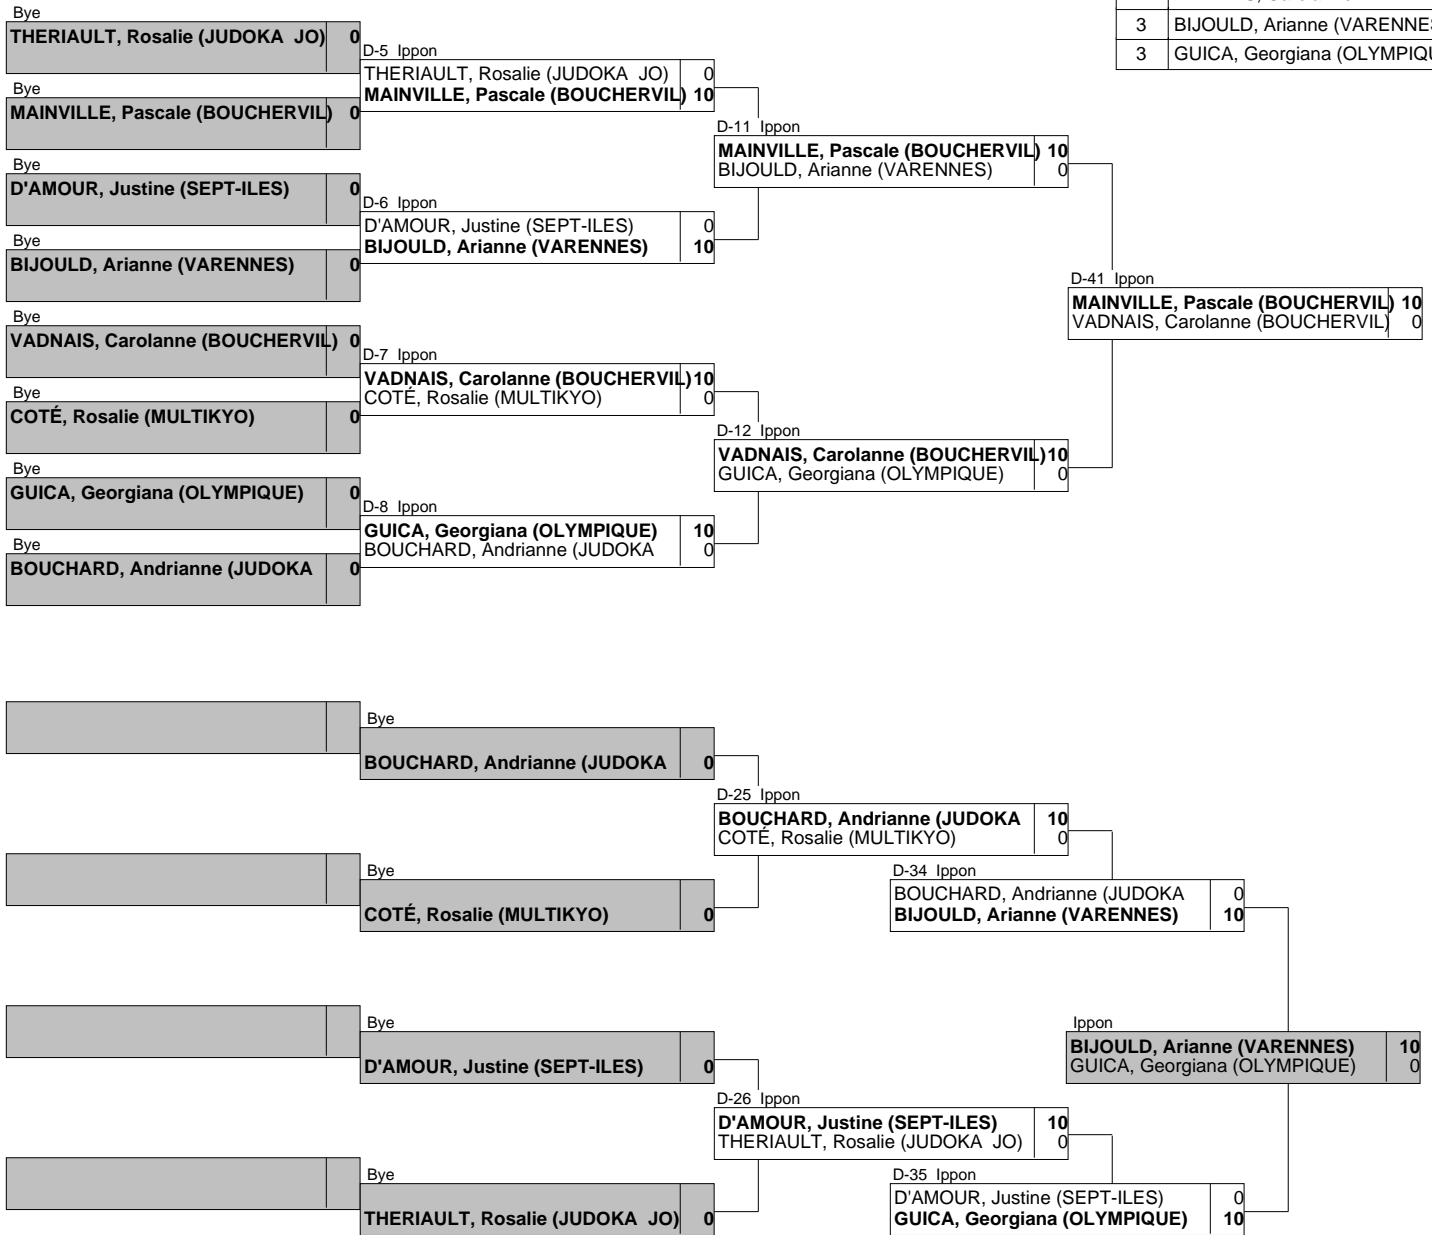 3 BIJOULD, Arianne (VARENNES
3 GUICA, Georgiana (OLYMPIQU
Bye
THERIAULT, Rosalie (JUDOKA JO) 0
Bye
MAINVILLE, Pascale (BOUCHERVIL) 0
Bye
D'AMOUR, Justine (SEPT-ILES) 0
Bye
BIJOULD, Arianne (VARENNES) 0
Bye
VADNAIS, Carolanne (BOUCHERVIL) 0
Bye
COTÉ, Rosalie (MULTIKYO) 0
Bye
GUICA, Georgiana (OLYMPIQUE) 0
Bye
BOUCHARD, Andrianne (JUDOKA 0
D-5 Ippon
THERIAULT, Rosalie (JUDOKA JO) 0
MAINVILLE, Pascale (BOUCHERVIL) 10
D-6 Ippon
D'AMOUR, Justine (SEPT-ILES) 0
BIJOULD, Arianne (VARENNES) 10
D-7 Ippon
VADNAIS, Carolanne (BOUCHERVIL) 10
COTÉ, Rosalie (MULTIKYO) 0
D-8 Ippon
GUICA, Georgiana (OLYMPIQUE) 10
BOUCHARD, Andrianne (JUDOKA 0
D-11 Ippon
MAINVILLE, Pascale (BOUCHERVIL) 10
BIJOULD, Arianne (VARENNES) 0
D-12 Ippon
VADNAIS, Carolanne (BOUCHERVIL) 10
GUICA, Georgiana (OLYMPIQUE) 0
D-41 Ippon
MAINVILLE, Pascale (BOUCHERVIL) 10
VADNAIS, Carolanne (BOUCHERVIL) 0
Bye
BOUCHARD, Andrianne (JUDOKA 0
Bye
COTÉ, Rosalie (MULTIKYO) 0
Bye
D'AMOUR, Justine (SEPT-ILES) 0
Bye
THERIAULT, Rosalie (JUDOKA JO) 0
D-25 Ippon
BOUCHARD, Andrianne (JUDOKA 10
COTÉ, Rosalie (MULTIKYO) 0
D-26 Ippon
D'AMOUR, Justine (SEPT-ILES) 10
THERIAULT, Rosalie (JUDOKA JO) 0
D-34 Ippon
BOUCHARD, Andrianne (JUDOKA 0
BIJOULD, Arianne (VARENNES) 10
D-35 Ippon
D'AMOUR, Justine (SEPT-ILES) 0
GUICA, Georgiana (OLYMPIQUE) 10
Ippon
BIJOULD, Arianne (VARENNES) 10
GUICA, Georgiana (OLYMPIQUE) 0